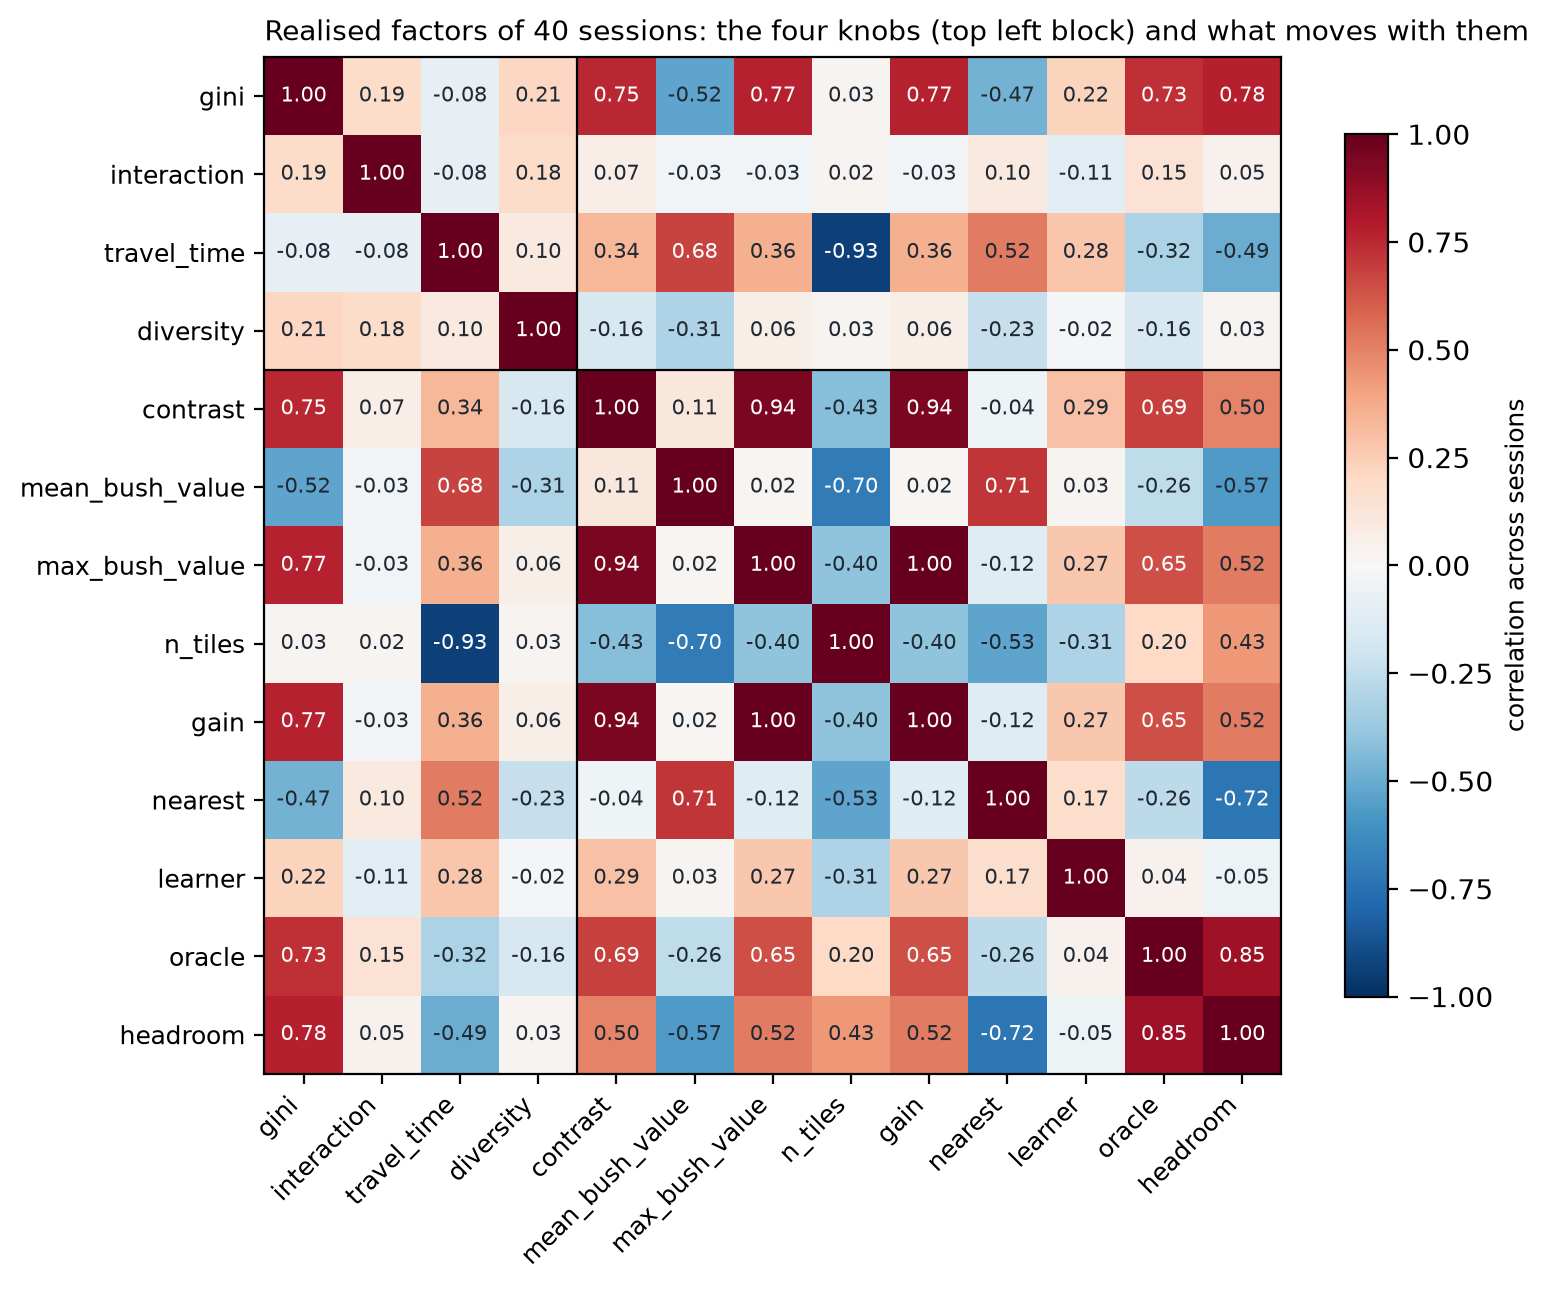 Realised factors of 40 sessions: the four knobs (top left block) and what moves with them
gini 1.00 0.19 -0.08 0.21 0.75 -0.52 0.77 0.03 0.77 -0.47 0.22 0.73 0.78
interaction 0.19 1.00 -0.08 0.18 0.07 -0.03 -0.03 0.02 -0.03 0.10 -0.11 0.15 0.05
travel_time -0.08 -0.08 1.00 0.10 0.34 0.68 0.36 -0.93 0.36 0.52 0.28 -0.32 -0.49
diversity 0.21 0.18 0.10 1.00 -0.16 -0.31 0.06 0.03 0.06 -0.23 -0.02 -0.16 0.03
contrast 0.75 0.07 0.34 -0.16 1.00 0.11 0.94 -0.43 0.94 -0.04 0.29 0.69 0.50
mean_bush_value -0.52 -0.03 0.68 -0.31 0.11 1.00 0.02 -0.70 0.02 0.71 0.03 -0.26 -0.57
max_bush_value 0.77 -0.03 0.36 0.06 0.94 0.02 1.00 -0.40 1.00 -0.12 0.27 0.65 0.52
n_tiles 0.03 0.02 -0.93 0.03 -0.43 -0.70 -0.40 1.00 -0.40 -0.53 -0.31 0.20 0.43
gain 0.77 -0.03 0.36 0.06 0.94 0.02 1.00 -0.40 1.00 -0.12 0.27 0.65 0.52
nearest -0.47 0.10 0.52 -0.23 -0.04 0.71 -0.12 -0.53 -0.12 1.00 0.17 -0.26 -0.72
learner 0.22 -0.11 0.28 -0.02 0.29 0.03 0.27 -0.31 0.27 0.17 1.00 0.04 -0.05
oracle 0.73 0.15 -0.32 -0.16 0.69 -0.26 0.65 0.20 0.65 -0.26 0.04 1.00 0.85
headroom 0.78 0.05 -0.49 0.03 0.50 -0.57 0.52 0.43 0.52 -0.72 -0.05 0.85 1.00
gini interaction travel_time diversity contrast mean_bush_value max_bush_value n_tiles gain nearest learner oracle headroom
1.00
0.75
0.50
0.25
0.00
−0.25
−0.50
−0.75
−1.00
correlation across sessions